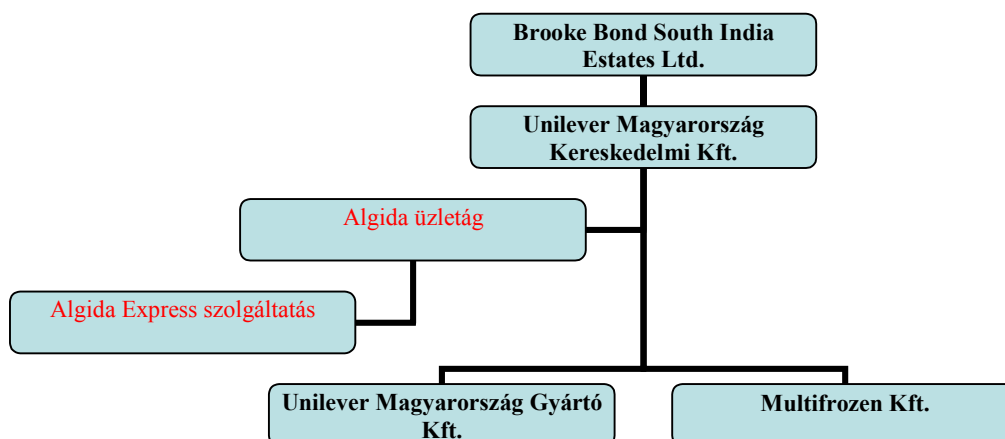 Brooke Bond South India
Estates Ltd.
Unilever Magyarország
Kereskedelmi Kft.
Algida üzletág
Algida Express szolgáltatás
Unilever Magyarország Gyártó
Kft.
Multifrozen Kft.